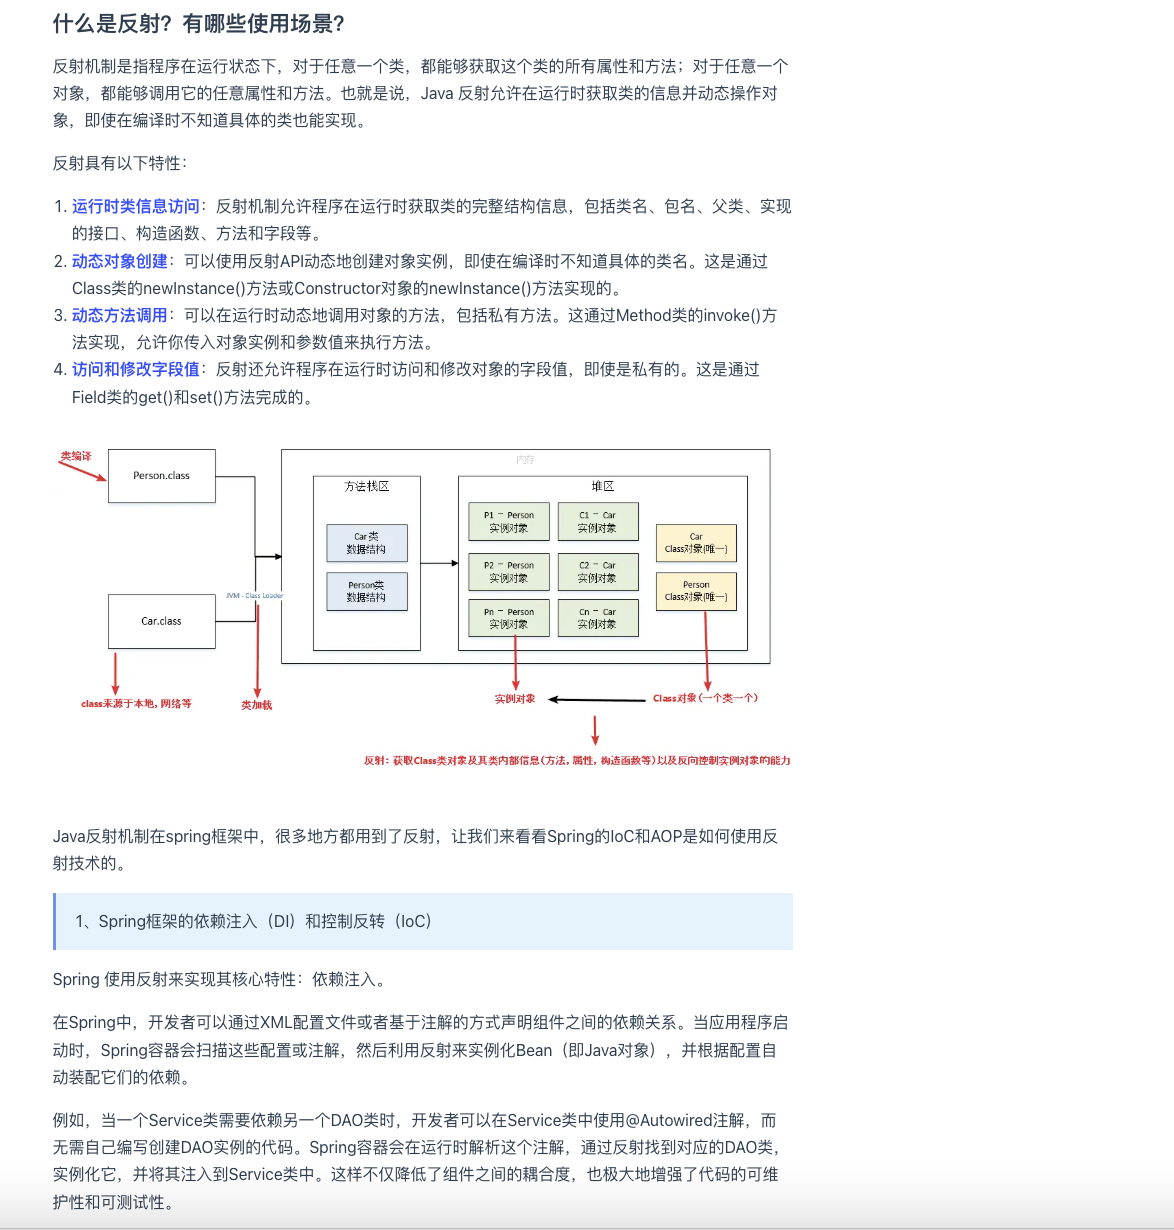 什么是反射？有哪些使用场景？
反射机制是指程序在运行状态下，对于任意一个类，都能够获取这个类的所有属性和方法；对于任意一个
对象，都能够调用它的任意属性和方法。也就是说，Java 反射允许在运行时获取类的信息并动态操作对
象，即使在编译时不知道具体的类也能实现。
反射具有以下特性：
1. 运行时类信息访问：反射机制允许程序在运行时获取类的完整结构信息，包括类名、包名、父类、实现
的接口、构造函数、方法和字段等。
2. 动态对象创建：可以使用反射API动态地创建对象实例，即使在编译时不知道具体的类名。这是通过
Class类的newInstance()方法或Constructor对象的newInstance()方法实现的。
3. 动态方法调用：可以在运行时动态地调用对象的方法，包括私有方法。这通过Method类的invoke()方
法实现，允许你传入对象实例和参数值来执行方法。
4. 访问和修改字段值：反射还允许程序在运行时访问和修改对象的字段值，即使是私有的。这是通过
Field类的get()和set()方法完成的。
类编译
Person.class
Car.class
JVM - Class Loader
class来源于本地，网络等
类加载
内存
方法栈区
Car 类
数据结构
Person类
数据结构
堆区
P1 - Person
实例对象
C1 - Car
实例对象
P2 - Person
实例对象
C2 - Car
实例对象
Pn - Person
实例对象
Cn - Car
实例对象
Car
Class对象(唯一)
Person
Class对象(唯一)
实例对象
Class对象(一个类一个)
反射：获取Class类对象及其类内部信息(方法，属性，构造函数等)以及反向控制实例对象的能力
Java反射机制在spring框架中，很多地方都用到了反射，让我们来看看Spring的IoC和AOP是如何使用反
射技术的。
1、Spring框架的依赖注入（DI）和控制反转（IoC）
Spring 使用反射来实现其核心特性：依赖注入。
在Spring中，开发者可以通过XML配置文件或者基于注解的方式声明组件之间的依赖关系。当应用程序启
动时，Spring容器会扫描这些配置或注解，然后利用反射来实例化Bean（即Java对象），并根据配置自
动装配它们的依赖。
例如，当一个Service类需要依赖另一个DAO类时，开发者可以在Service类中使用@Autowired注解，而
无需自己编写创建DAO实例的代码。Spring容器会在运行时解析这个注解，通过反射找到对应的DAO类，
实例化它，并将其注入到Service类中。这样不仅降低了组件之间的耦合度，也极大地增强了代码的可维
护性和可测试性。